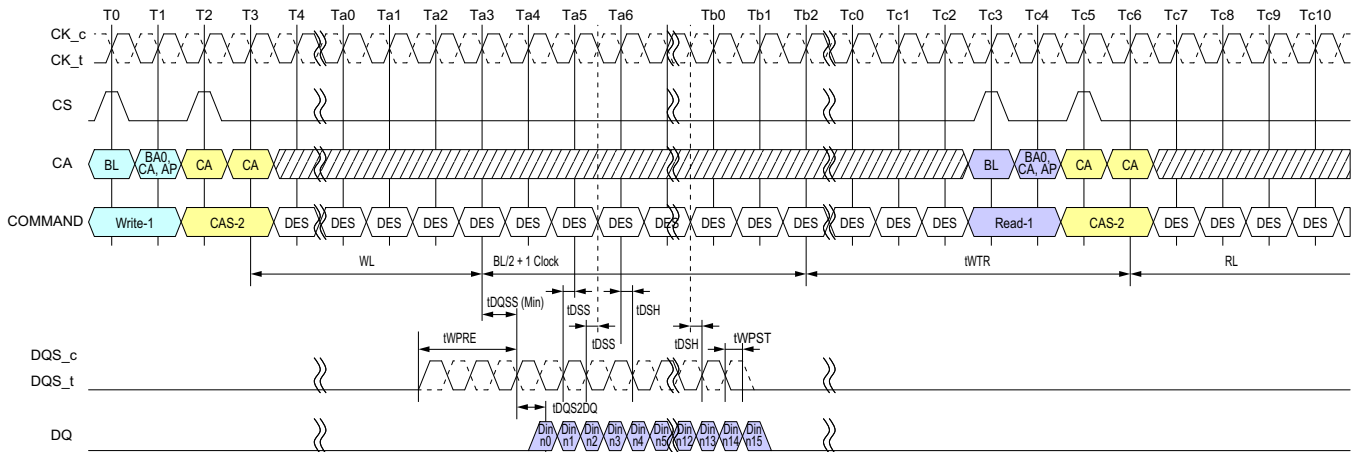 T0 T1 T2 T3 T4 Ta0 Ta1 Ta2 Ta3 Ta4 Ta5 Ta6 Tb0 Tb1 Tb2 Tc0 Tc1 Tc2 Tc3 Tc4 Tc5 Tc6 Tc7 Tc8 Tc9 Tc10
CK_c
CK_t
CS
CA BL BA0, CA, AP CA CA BL BA0, CA, AP CA CA
COMMAND Write-1 CAS-2 DES DES DES DES DES DES DES DES DES DES DES DES DES DES DES Read-1 CAS-2 DES DES DES DES
WL BL/2 + 1 Clock tWTR RL
tDQSS (Min) tDSS tDSH
tWPRE tDSS tDSH tWPST
DQS_c
DQS_t
tDQS2DQ
DQ Din n0 Din n1 Din n2 Din n3 Din n4 Din n5 Din n12 Din n13 Din n14 Din n15